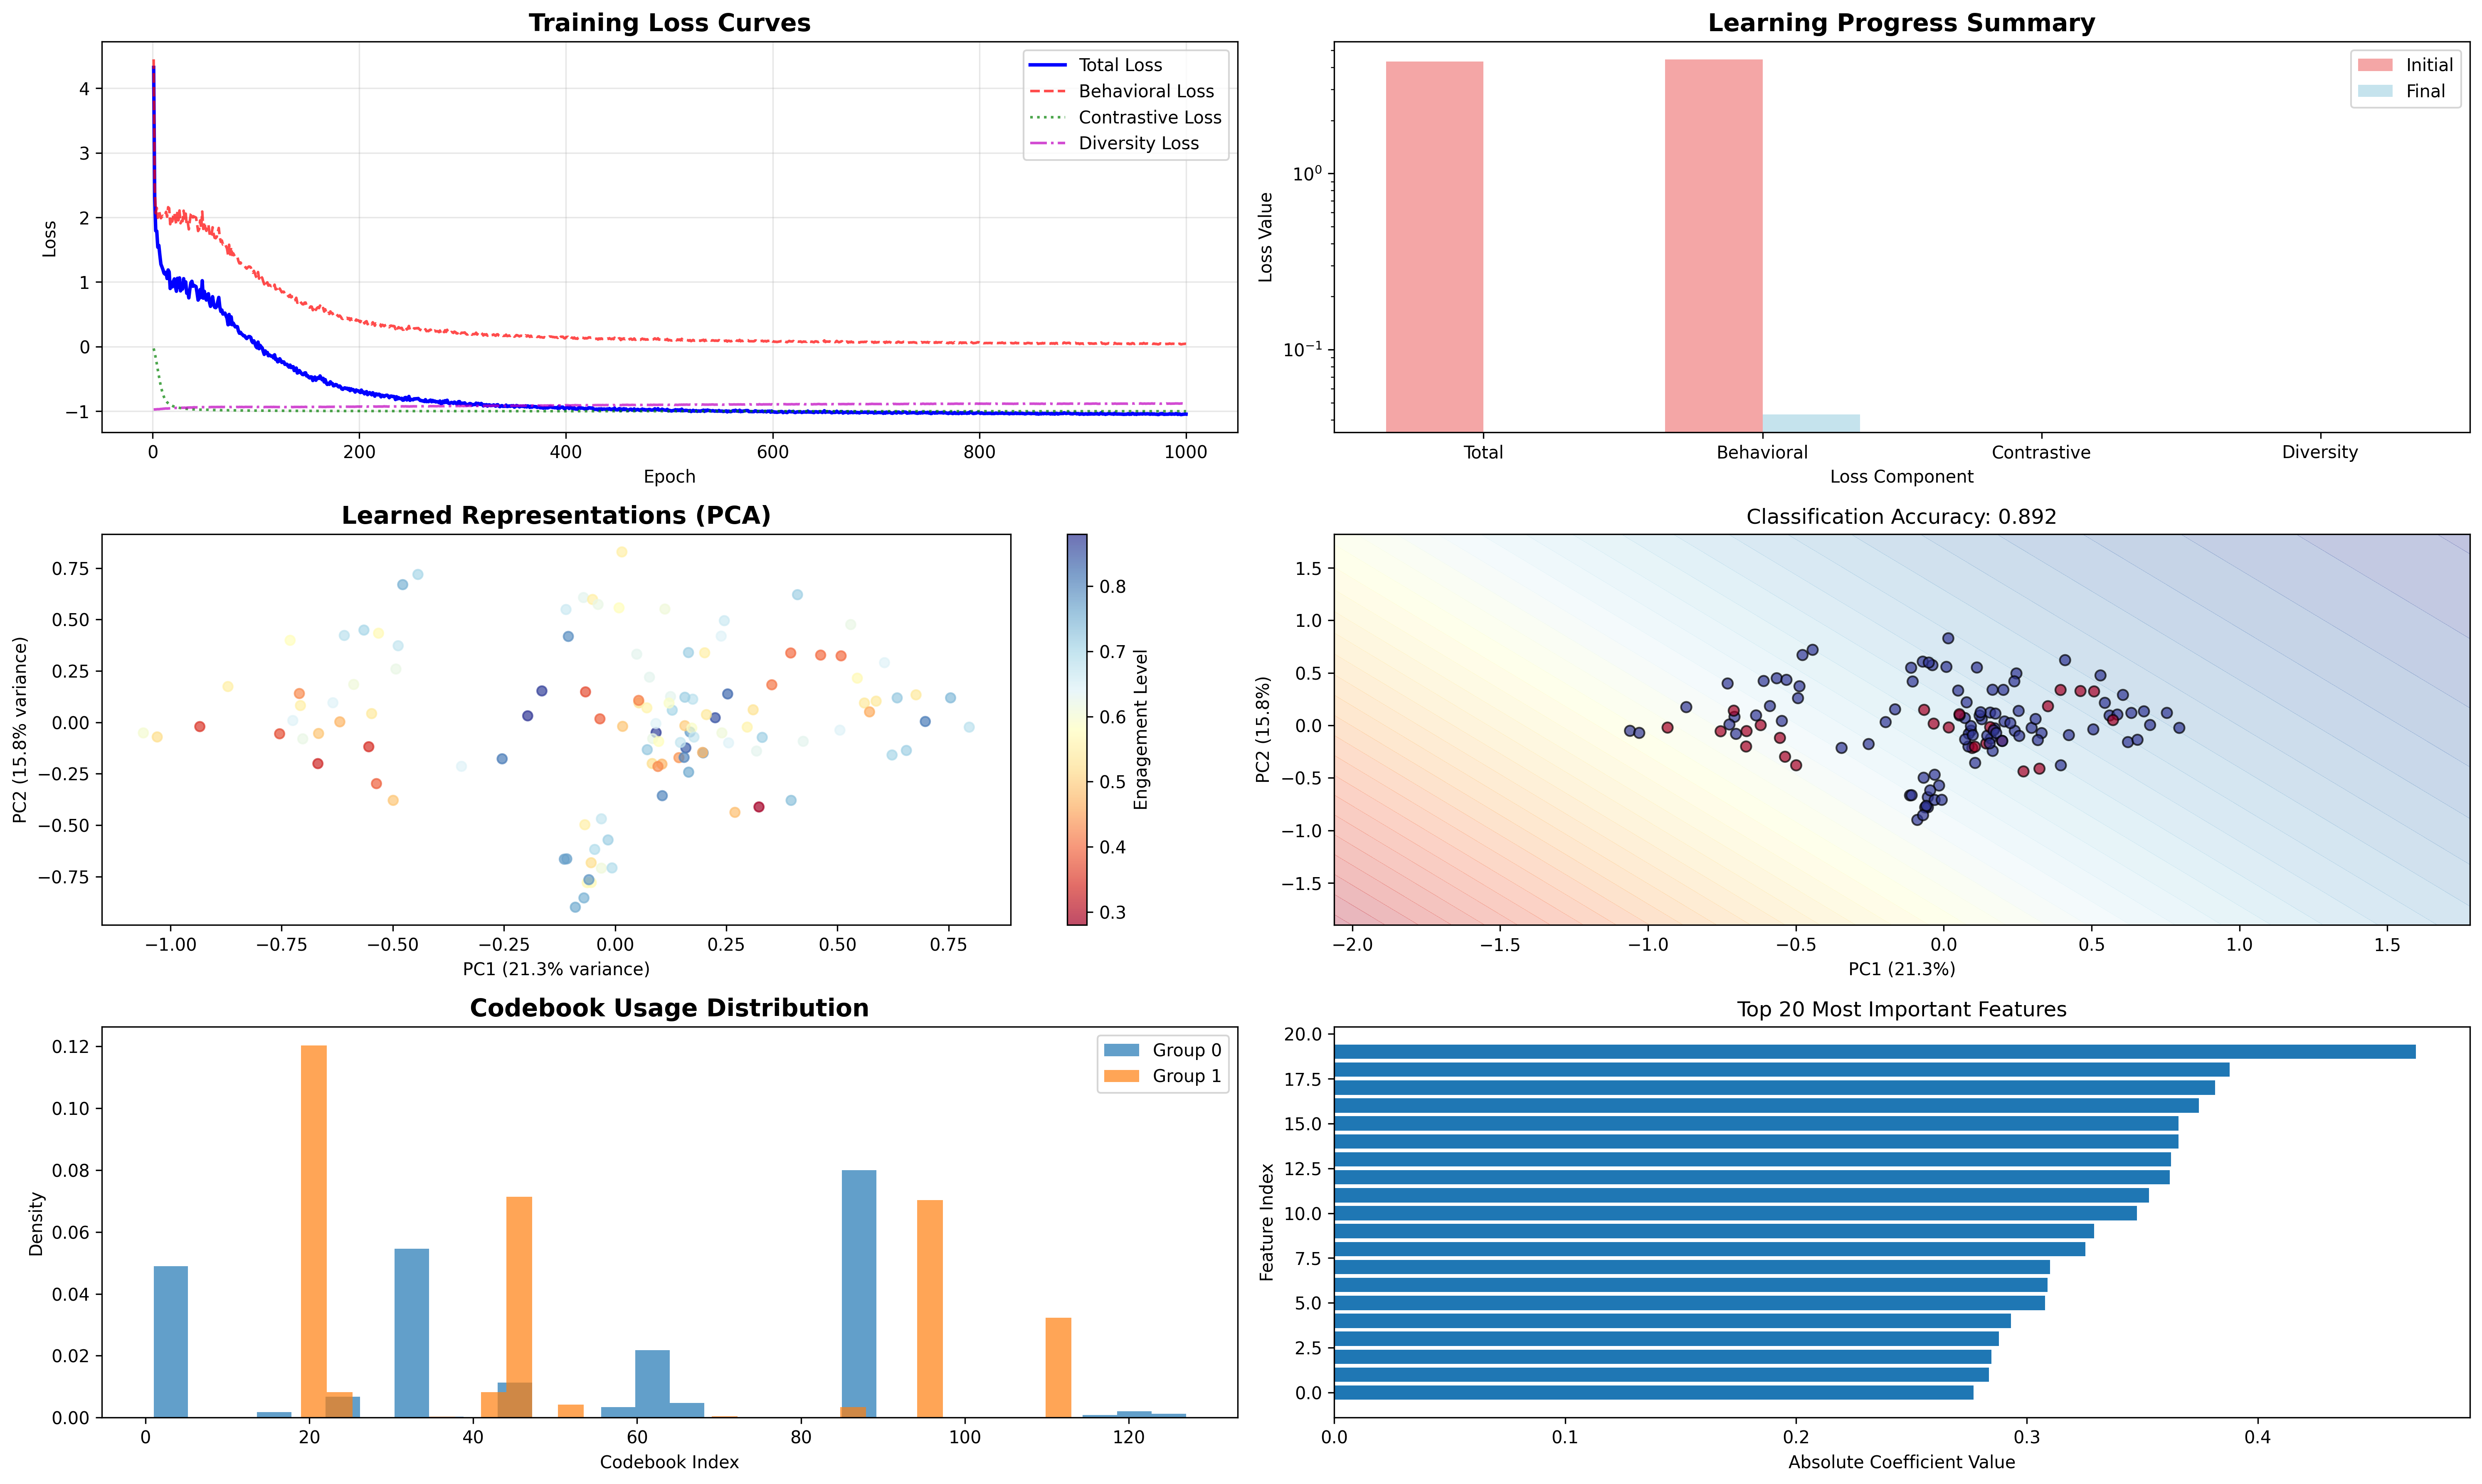 Training Loss Curves
Total Loss
Behavioral Loss
Contrastive Loss
Diversity Loss
Loss
4
3
2
1
0
−1
0 200 400 600 800 1000
Epoch
Learning Progress Summary
Initial
Final
Loss Value
10⁰
10⁻¹
Total Behavioral Contrastive Diversity
Loss Component
Learned Representations (PCA)
PC2 (15.8% variance)
0.75
0.50
0.25
0.00
−0.25
−0.50
−0.75
−1.00 −0.75 −0.50 −0.25 0.00 0.25 0.50 0.75
PC1 (21.3% variance)
0.8
0.7
0.6
0.5
0.4
0.3
Engagement Level
Classification Accuracy: 0.892
PC2 (15.8%)
1.5
1.0
0.5
0.0
−0.5
−1.0
−1.5
−2.0 −1.5 −1.0 −0.5 0.0 0.5 1.0 1.5
PC1 (21.3%)
Codebook Usage Distribution
Group 0
Group 1
Density
0.12
0.10
0.08
0.06
0.04
0.02
0.00
0 20 40 60 80 100 120
Codebook Index
Top 20 Most Important Features
Feature Index
20.0
17.5
15.0
12.5
10.0
7.5
5.0
2.5
0.0
0.0 0.1 0.2 0.3 0.4
Absolute Coefficient Value